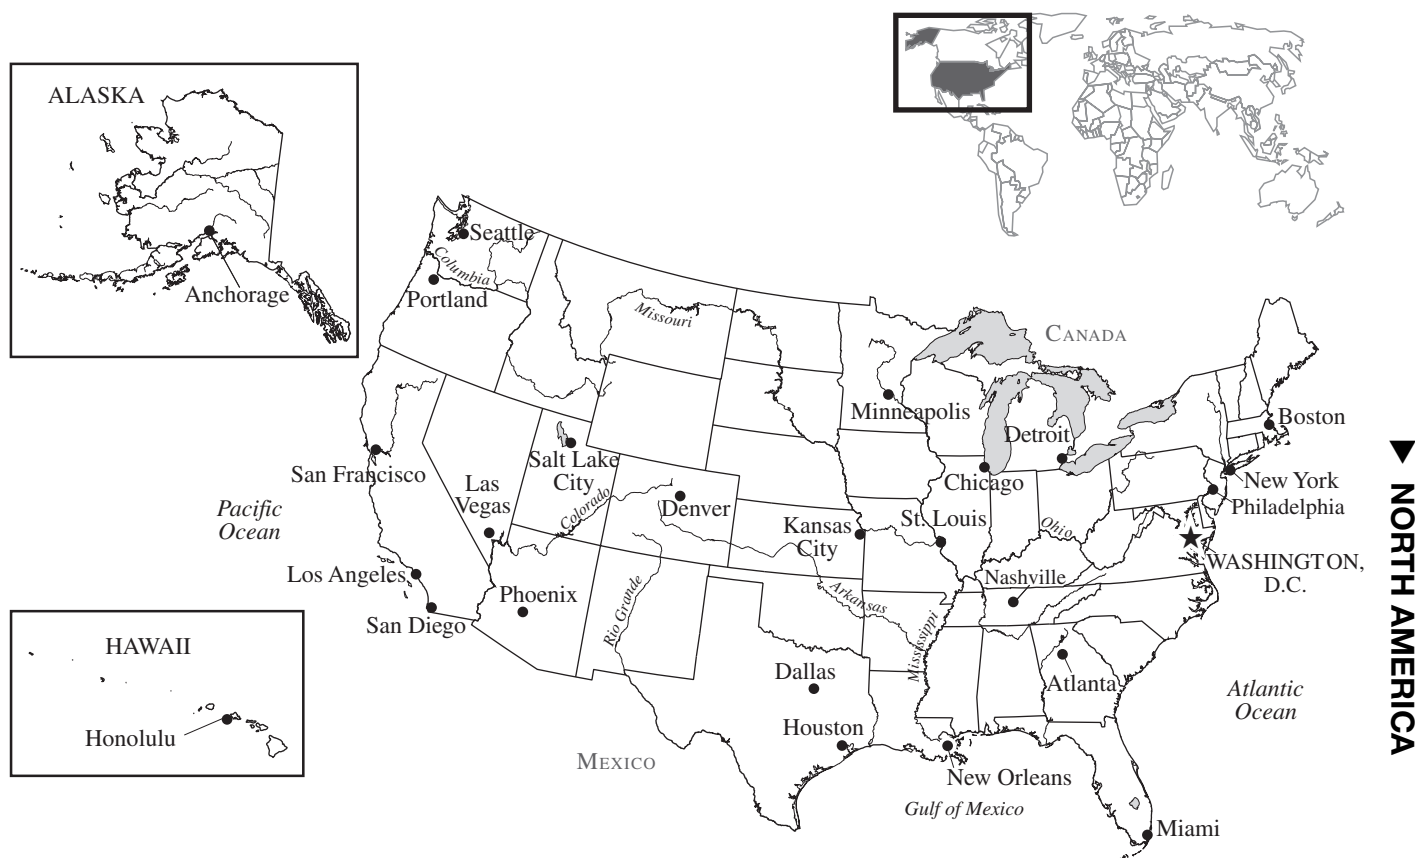 ALASKA
Anchorage
Seattle
Columbia
Portland
Missouri
CANADA
Minneapolis
Boston
Detroit
San Francisco
Salt Lake
City
Las
Vegas
Colorado
Denver
Chicago
New York
Philadelphia
Pacific
Ocean
Kansas
City
St. Louis
Ohio
WASHINGTON,
D.C.
Los Angeles
Phoenix
Rio Grande
Arkansas
Mississippi
Nashville
San Diego
HAWAII
Honolulu
Dallas
Atlanta
Atlantic
Ocean
Houston
MEXICO
New Orleans
Gulf of Mexico
Miami
▶ NORTH AMERICA